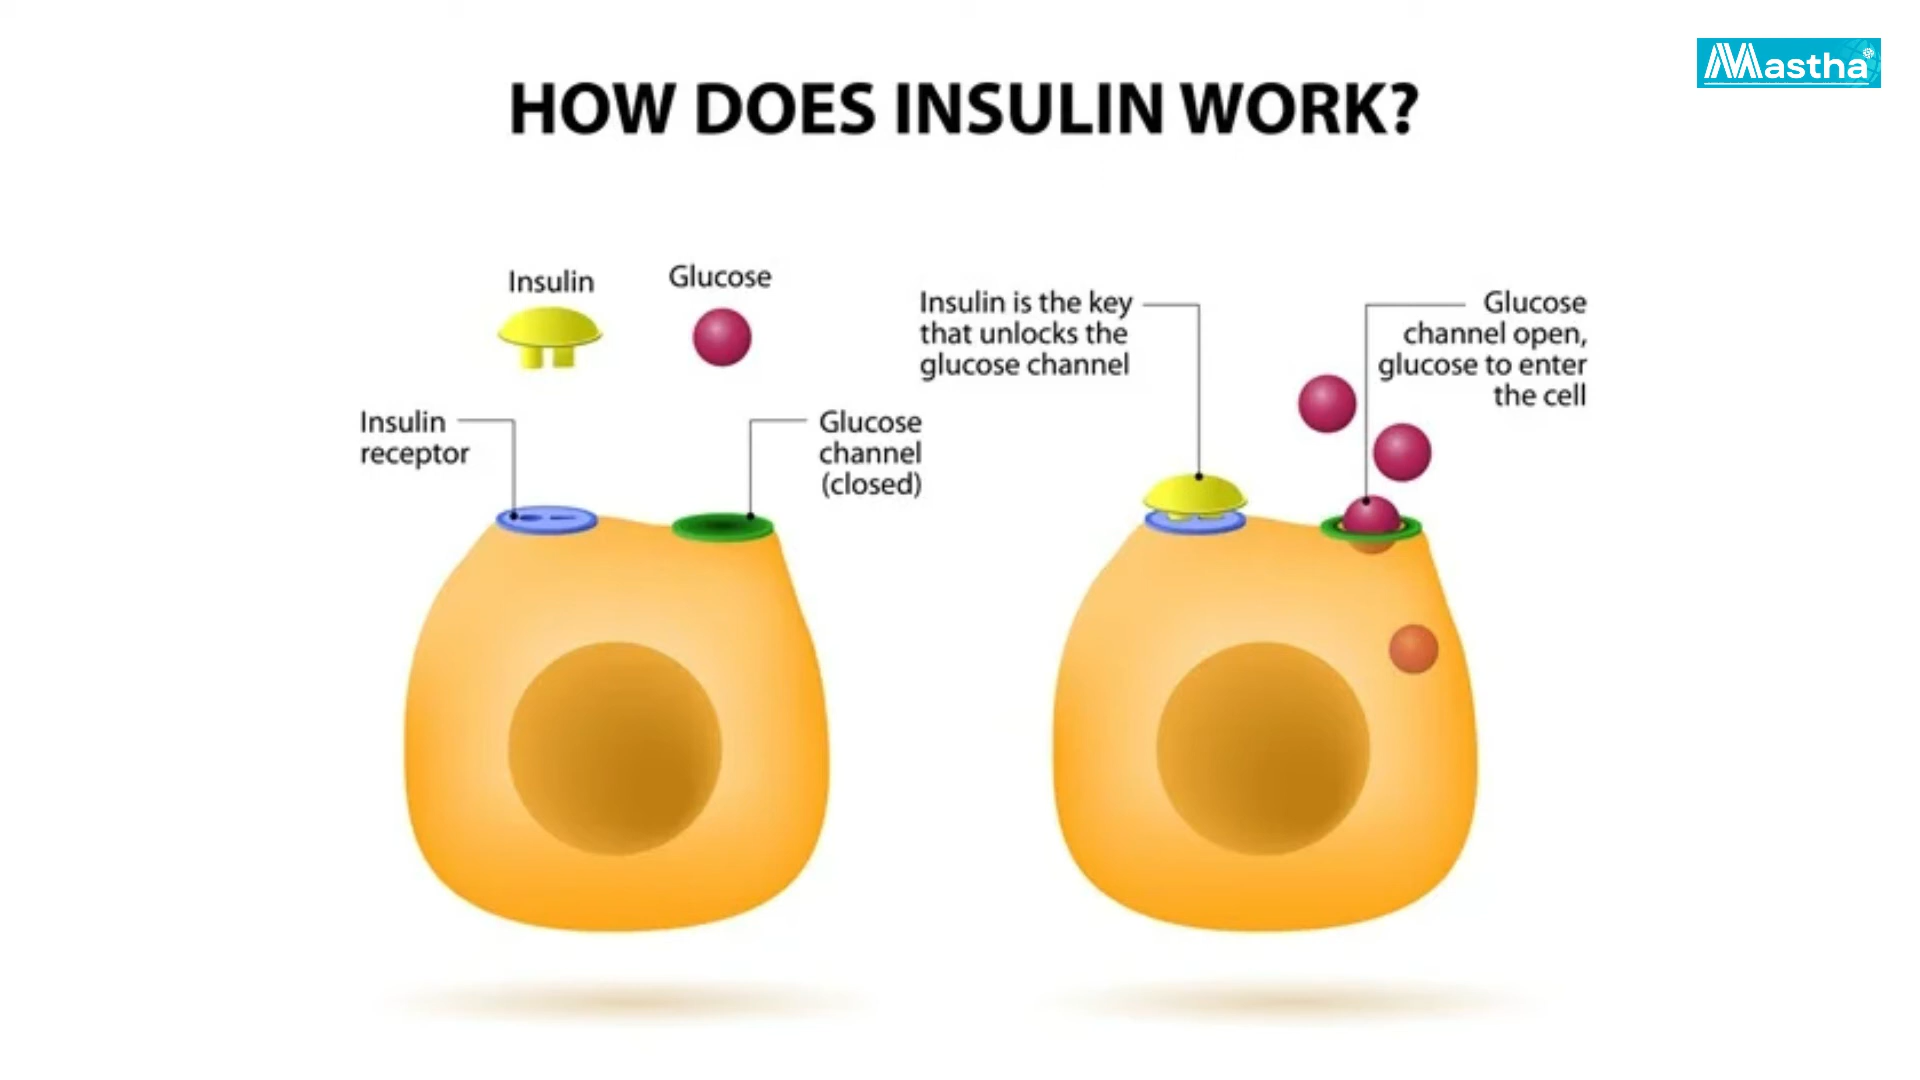 Mastha
HOW DOES INSULIN WORK?
Insulin
Glucose
Insulin
receptor
Glucose
channel
(closed)
Insulin is the key
that unlocks the
glucose channel
Glucose
channel open,
glucose to enter
the cell